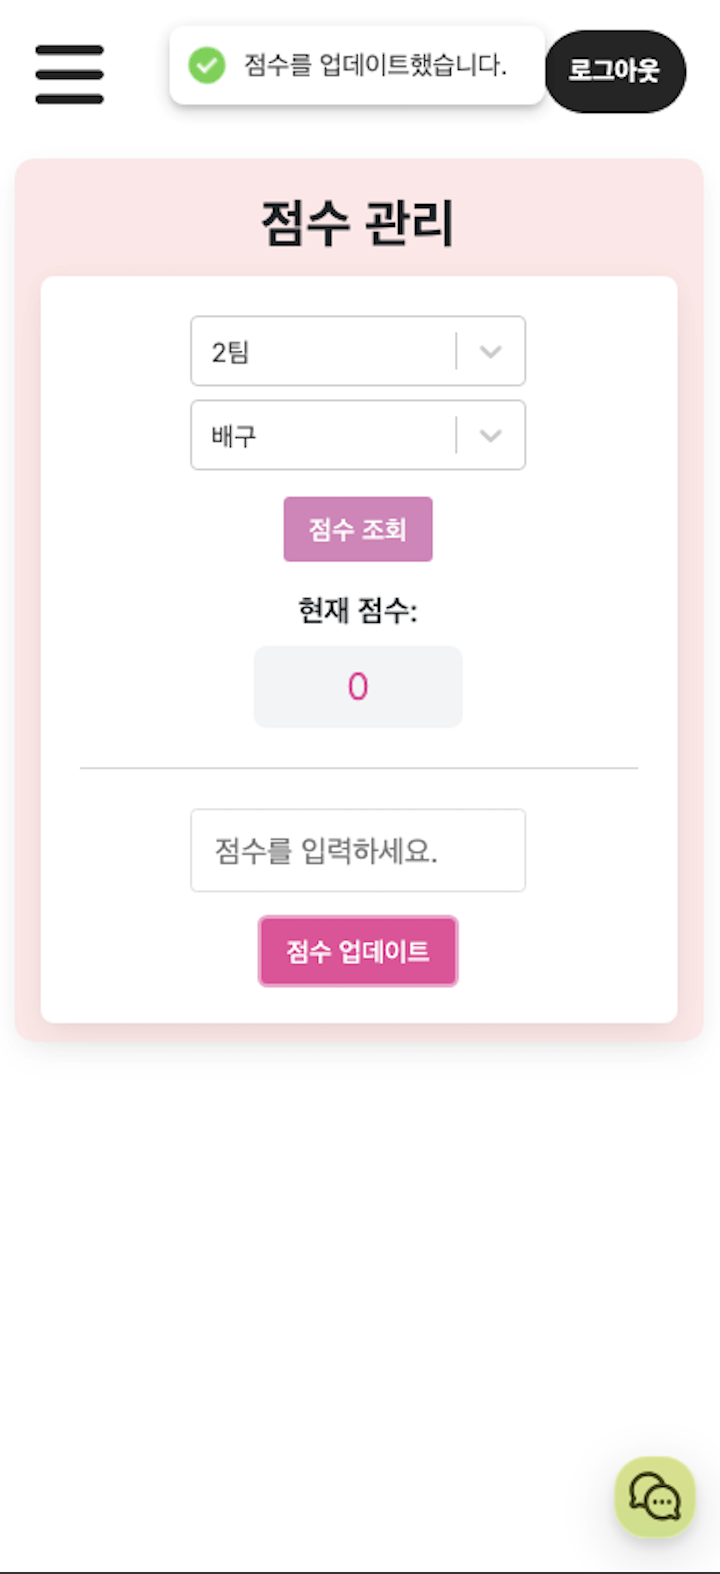 점수를 업데이트했습니다.
로그아웃
점수 관리
2팀
배구
점수 조회
현재 점수:
0
점수를 입력하세요.
점수 업데이트